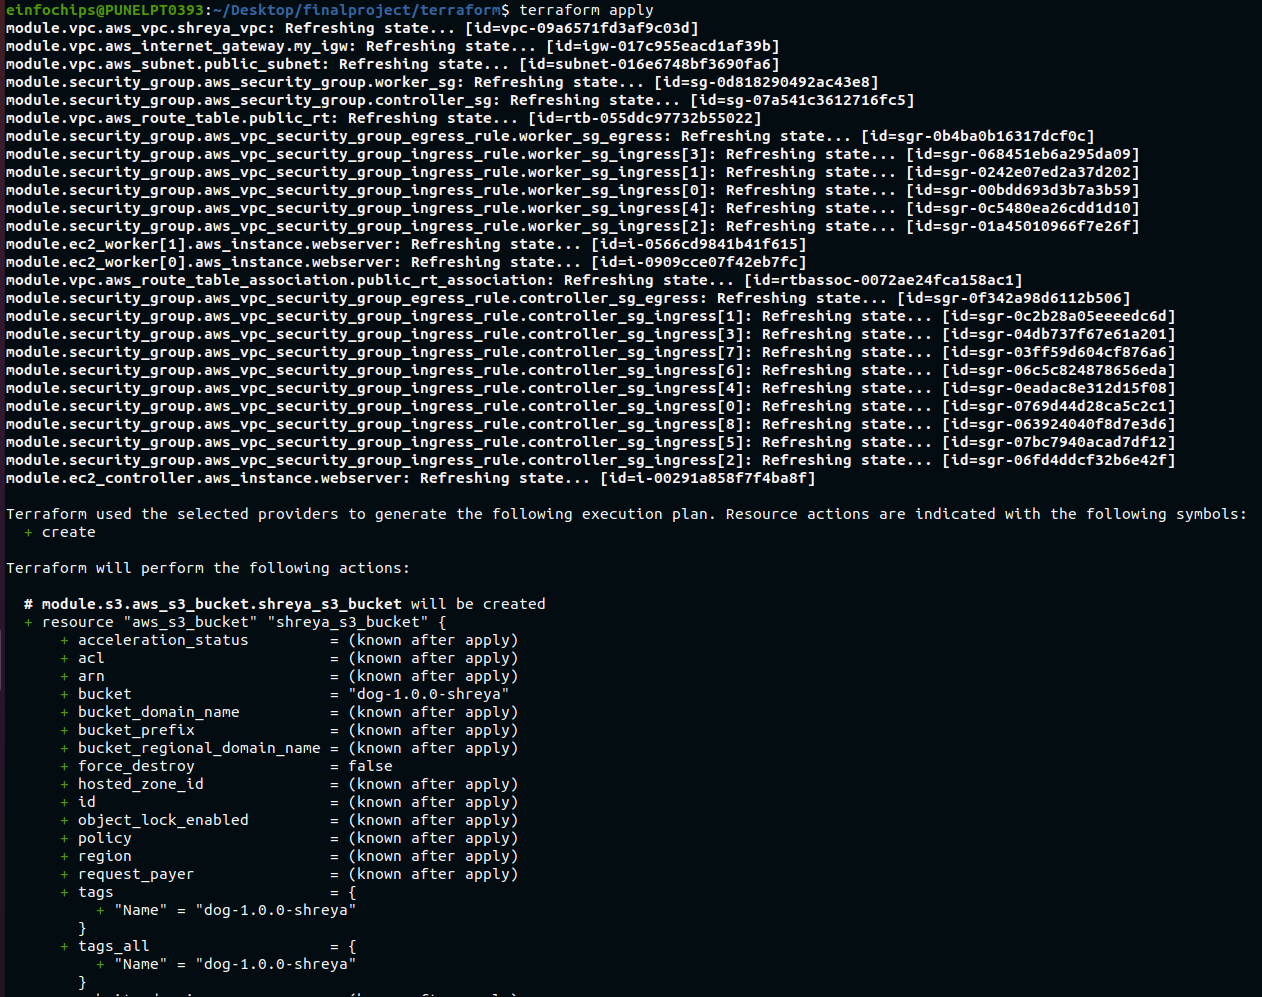 einfochips@PUNELPT0393:~/Desktop/finalproject/terraform$ terraform apply
module.vpc.aws_vpc.shreya_vpc: Refreshing state... [id=vpc-09a6571fd3af9c03d]
module.vpc.aws_internet_gateway.my_igw: Refreshing state... [id=igw-017c955eacd1af39b]
module.vpc.aws_subnet.public_subnet: Refreshing state... [id=subnet-016e6748bf3690fa6]
module.security_group.aws_security_group.worker_sg: Refreshing state... [id=sg-0d818290492ac43e8]
module.security_group.aws_security_group.controller_sg: Refreshing state... [id=sg-07a541c3612716fc5]
module.vpc.aws_route_table.public_rt: Refreshing state... [id=rtb-055ddc97732b55022]
module.security_group.aws_vpc_security_group_egress_rule.worker_sg_egress: Refreshing state... [id=sgr-0b4ba0b16317dcf0c]
module.security_group.aws_vpc_security_group_ingress_rule.worker_sg_ingress[3]: Refreshing state... [id=sgr-068451eb6a295da09]
module.security_group.aws_vpc_security_group_ingress_rule.worker_sg_ingress[1]: Refreshing state... [id=sgr-0242e07ed2a37d202]
module.security_group.aws_vpc_security_group_ingress_rule.worker_sg_ingress[0]: Refreshing state... [id=sgr-00bdd693d3b7a3b59]
module.security_group.aws_vpc_security_group_ingress_rule.worker_sg_ingress[4]: Refreshing state... [id=sgr-0c5480ea26cdd1d10]
module.security_group.aws_vpc_security_group_ingress_rule.worker_sg_ingress[2]: Refreshing state... [id=sgr-01a45010966f7e26f]
module.ec2_worker[1].aws_instance.webserver: Refreshing state... [id=i-0566cd9841b41f615]
module.ec2_worker[0].aws_instance.webserver: Refreshing state... [id=i-0909cce07f42eb7fc]
module.vpc.aws_route_table_association.public_rt_association: Refreshing state... [id=rtbassoc-0072ae24fca158ac1]
module.security_group.aws_vpc_security_group_egress_rule.controller_sg_egress: Refreshing state... [id=sgr-0f342a98d6112b506]
module.security_group.aws_vpc_security_group_ingress_rule.controller_sg_ingress[1]: Refreshing state... [id=sgr-0c2b28a05eeeedc6d]
module.security_group.aws_vpc_security_group_ingress_rule.controller_sg_ingress[3]: Refreshing state... [id=sgr-04db737f67e61a201]
module.security_group.aws_vpc_security_group_ingress_rule.controller_sg_ingress[7]: Refreshing state... [id=sgr-03ff59d604cf876a6]
module.security_group.aws_vpc_security_group_ingress_rule.controller_sg_ingress[6]: Refreshing state... [id=sgr-06c5c824878656eda]
module.security_group.aws_vpc_security_group_ingress_rule.controller_sg_ingress[4]: Refreshing state... [id=sgr-0eadac8e312d15f08]
module.security_group.aws_vpc_security_group_ingress_rule.controller_sg_ingress[0]: Refreshing state... [id=sgr-0769d44d28ca5c2c1]
module.security_group.aws_vpc_security_group_ingress_rule.controller_sg_ingress[8]: Refreshing state... [id=sgr-063924040f8d7e3d6]
module.security_group.aws_vpc_security_group_ingress_rule.controller_sg_ingress[5]: Refreshing state... [id=sgr-07bc7940acad7df12]
module.security_group.aws_vpc_security_group_ingress_rule.controller_sg_ingress[2]: Refreshing state... [id=sgr-06fd4ddcf32b6e42f]
module.ec2_controller.aws_instance.webserver: Refreshing state... [id=i-00291a858f7f4ba8f]
Terraform used the selected providers to generate the following execution plan. Resource actions are indicated with the following symbols:
+ create
Terraform will perform the following actions:
# module.s3.aws_s3_bucket.shreya_s3_bucket will be created
+ resource "aws_s3_bucket" "shreya_s3_bucket" {
+ acceleration_status = (known after apply)
+ acl = (known after apply)
+ arn = (known after apply)
+ bucket = "dog-1.0.0-shreya"
+ bucket_domain_name = (known after apply)
+ bucket_prefix = (known after apply)
+ bucket_regional_domain_name = (known after apply)
+ force_destroy = false
+ hosted_zone_id = (known after apply)
+ id = (known after apply)
+ object_lock_enabled = (known after apply)
+ policy = (known after apply)
+ region = (known after apply)
+ request_payer = (known after apply)
+ tags = {
+ "Name" = "dog-1.0.0-shreya"
}
+ tags_all = {
+ "Name" = "dog-1.0.0-shreya"
}